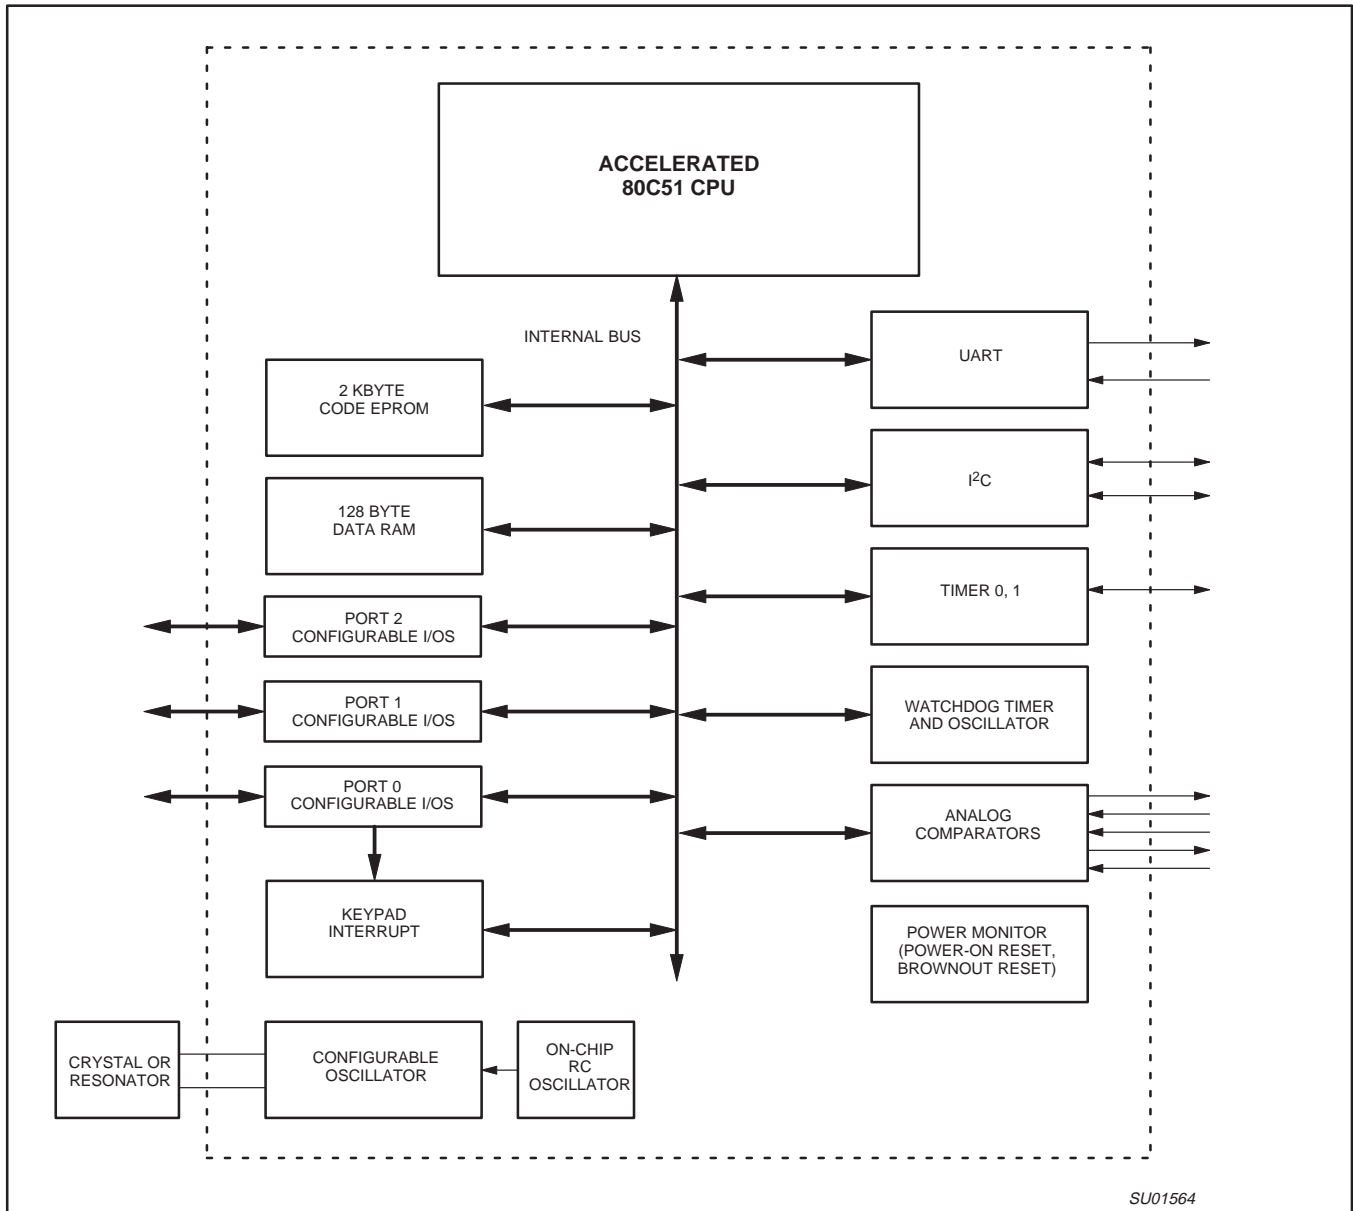 ACCELERATED
80C51 CPU
INTERNAL BUS
UART
2 KBYTE
CODE EPROM
I²C
128 BYTE
DATA RAM
TIMER 0, 1
PORT 2
CONFIGURABLE I/OS
PORT 1
CONFIGURABLE I/OS
WATCHDOG TIMER
AND OSCILLATOR
PORT 0
CONFIGURABLE I/OS
ANALOG
COMPARATORS
KEYPAD
INTERRUPT
POWER MONITOR
(POWER-ON RESET,
BROWNOUT RESET)
CRYSTAL OR
RESONATOR
CONFIGURABLE
OSCILLATOR
ON-CHIP
RC
OSCILLATOR
SU01564